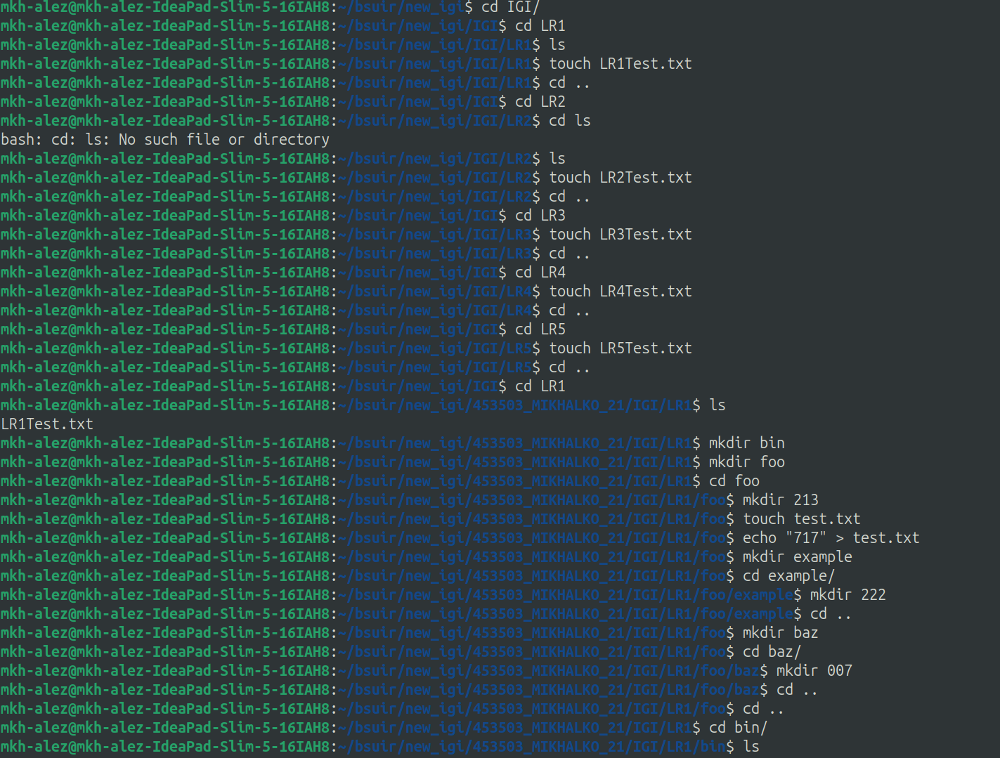 mkh-alez@mkh-alez-IdeaPad-Slim-5-16IAH8:~/bsuir/new_igi$ cd IGI/
mkh-alez@mkh-alez-IdeaPad-Slim-5-16IAH8:~/bsuir/new_igi/IGI$ cd LR1
mkh-alez@mkh-alez-IdeaPad-Slim-5-16IAH8:~/bsuir/new_igi/IGI/LR1$ ls
mkh-alez@mkh-alez-IdeaPad-Slim-5-16IAH8:~/bsuir/new_igi/IGI/LR1$ touch LR1Test.txt
mkh-alez@mkh-alez-IdeaPad-Slim-5-16IAH8:~/bsuir/new_igi/IGI/LR1$ cd ..
mkh-alez@mkh-alez-IdeaPad-Slim-5-16IAH8:~/bsuir/new_igi/IGI$ cd LR2
mkh-alez@mkh-alez-IdeaPad-Slim-5-16IAH8:~/bsuir/new_igi/IGI/LR2$ cd ls
bash: cd: ls: No such file or directory
mkh-alez@mkh-alez-IdeaPad-Slim-5-16IAH8:~/bsuir/new_igi/IGI/LR2$ ls
mkh-alez@mkh-alez-IdeaPad-Slim-5-16IAH8:~/bsuir/new_igi/IGI/LR2$ touch LR2Test.txt
mkh-alez@mkh-alez-IdeaPad-Slim-5-16IAH8:~/bsuir/new_igi/IGI/LR2$ cd ..
mkh-alez@mkh-alez-IdeaPad-Slim-5-16IAH8:~/bsuir/new_igi/IGI$ cd LR3
mkh-alez@mkh-alez-IdeaPad-Slim-5-16IAH8:~/bsuir/new_igi/IGI/LR3$ touch LR3Test.txt
mkh-alez@mkh-alez-IdeaPad-Slim-5-16IAH8:~/bsuir/new_igi/IGI/LR3$ cd ..
mkh-alez@mkh-alez-IdeaPad-Slim-5-16IAH8:~/bsuir/new_igi/IGI$ cd LR4
mkh-alez@mkh-alez-IdeaPad-Slim-5-16IAH8:~/bsuir/new_igi/IGI/LR4$ touch LR4Test.txt
mkh-alez@mkh-alez-IdeaPad-Slim-5-16IAH8:~/bsuir/new_igi/IGI/LR4$ cd ..
mkh-alez@mkh-alez-IdeaPad-Slim-5-16IAH8:~/bsuir/new_igi/IGI$ cd LR5
mkh-alez@mkh-alez-IdeaPad-Slim-5-16IAH8:~/bsuir/new_igi/IGI/LR5$ touch LR5Test.txt
mkh-alez@mkh-alez-IdeaPad-Slim-5-16IAH8:~/bsuir/new_igi/IGI/LR5$ cd ..
mkh-alez@mkh-alez-IdeaPad-Slim-5-16IAH8:~/bsuir/new_igi/IGI$ cd LR1
mkh-alez@mkh-alez-IdeaPad-Slim-5-16IAH8:~/bsuir/new_igi/453503_MIKHALKO_21/IGI/LR1$ ls
LR1Test.txt
mkh-alez@mkh-alez-IdeaPad-Slim-5-16IAH8:~/bsuir/new_igi/453503_MIKHALKO_21/IGI/LR1$ mkdir bin
mkh-alez@mkh-alez-IdeaPad-Slim-5-16IAH8:~/bsuir/new_igi/453503_MIKHALKO_21/IGI/LR1$ mkdir foo
mkh-alez@mkh-alez-IdeaPad-Slim-5-16IAH8:~/bsuir/new_igi/453503_MIKHALKO_21/IGI/LR1$ cd foo
mkh-alez@mkh-alez-IdeaPad-Slim-5-16IAH8:~/bsuir/new_igi/453503_MIKHALKO_21/IGI/LR1/foo$ mkdir 213
mkh-alez@mkh-alez-IdeaPad-Slim-5-16IAH8:~/bsuir/new_igi/453503_MIKHALKO_21/IGI/LR1/foo$ touch test.txt
mkh-alez@mkh-alez-IdeaPad-Slim-5-16IAH8:~/bsuir/new_igi/453503_MIKHALKO_21/IGI/LR1/foo$ echo "717" > test.txt
mkh-alez@mkh-alez-IdeaPad-Slim-5-16IAH8:~/bsuir/new_igi/453503_MIKHALKO_21/IGI/LR1/foo$ mkdir example
mkh-alez@mkh-alez-IdeaPad-Slim-5-16IAH8:~/bsuir/new_igi/453503_MIKHALKO_21/IGI/LR1/foo$ cd example/
mkh-alez@mkh-alez-IdeaPad-Slim-5-16IAH8:~/bsuir/new_igi/453503_MIKHALKO_21/IGI/LR1/foo/example$ mkdir 222
mkh-alez@mkh-alez-IdeaPad-Slim-5-16IAH8:~/bsuir/new_igi/453503_MIKHALKO_21/IGI/LR1/foo/example$ cd ..
mkh-alez@mkh-alez-IdeaPad-Slim-5-16IAH8:~/bsuir/new_igi/453503_MIKHALKO_21/IGI/LR1/foo$ mkdir baz
mkh-alez@mkh-alez-IdeaPad-Slim-5-16IAH8:~/bsuir/new_igi/453503_MIKHALKO_21/IGI/LR1/foo$ cd baz/
mkh-alez@mkh-alez-IdeaPad-Slim-5-16IAH8:~/bsuir/new_igi/453503_MIKHALKO_21/IGI/LR1/foo/baz$ mkdir 007
mkh-alez@mkh-alez-IdeaPad-Slim-5-16IAH8:~/bsuir/new_igi/453503_MIKHALKO_21/IGI/LR1/foo/baz$ cd ..
mkh-alez@mkh-alez-IdeaPad-Slim-5-16IAH8:~/bsuir/new_igi/453503_MIKHALKO_21/IGI/LR1/foo$ cd ..
mkh-alez@mkh-alez-IdeaPad-Slim-5-16IAH8:~/bsuir/new_igi/453503_MIKHALKO_21/IGI/LR1$ cd bin/
mkh-alez@mkh-alez-IdeaPad-Slim-5-16IAH8:~/bsuir/new_igi/453503_MIKHALKO_21/IGI/LR1/bin$ ls